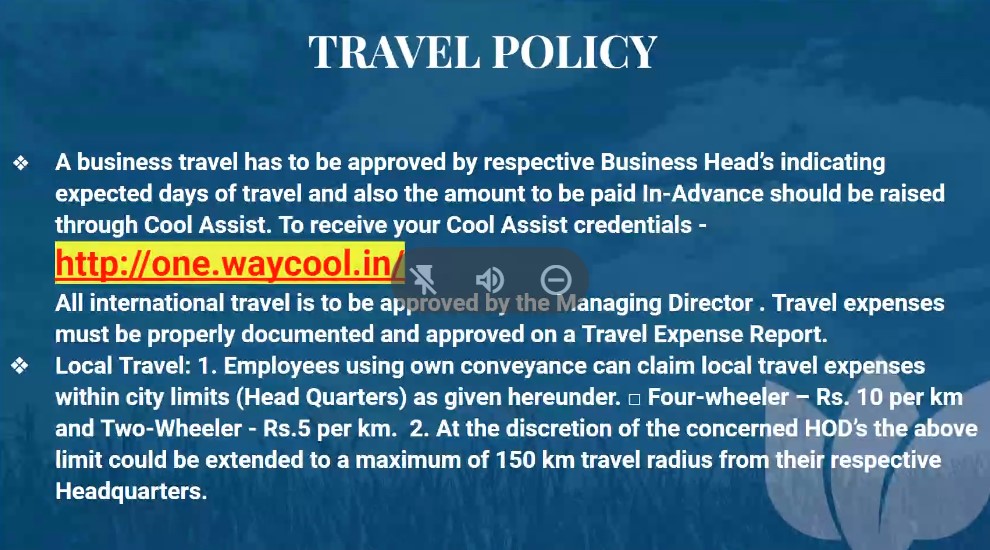 TRAVEL POLICY
❖ A business travel has to be approved by respective Business Head's indicating
expected days of travel and also the amount to be paid In-Advance should be raised
through Cool Assist. To receive your Cool Assist credentials -
http://one.waycool.in/
All international travel is to be approved by the Managing Director . Travel expenses
must be properly documented and approved on a Travel Expense Report.
❖ Local Travel: 1. Employees using own conveyance can claim local travel expenses
within city limits (Head Quarters) as given hereunder. □ Four-wheeler – Rs. 10 per km
and Two-Wheeler - Rs.5 per km. 2. At the discretion of the concerned HOD's the above
limit could be extended to a maximum of 150 km travel radius from their respective
Headquarters.